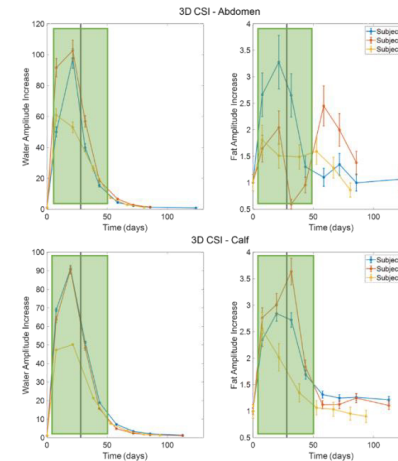 3D CSI - Abdomen
Water Amplitude Increase
120
100
80
60
40
20
0
0
50
100
Time (days)
Fat Amplitude Increase
4
3.5
3
2.5
2
1.5
1
0.5
0
50
100
Time (days)
Subjec
Subjec
Subjec
3D CSI - Calf
Water Amplitude Increase
100
90
80
70
60
50
40
30
20
10
0
0
50
100
Time (days)
Fat Amplitude Increase
4
3.5
3
2.5
2
1.5
1
0.5
0
50
100
Time (days)
Subjec
Subjec
Subjec